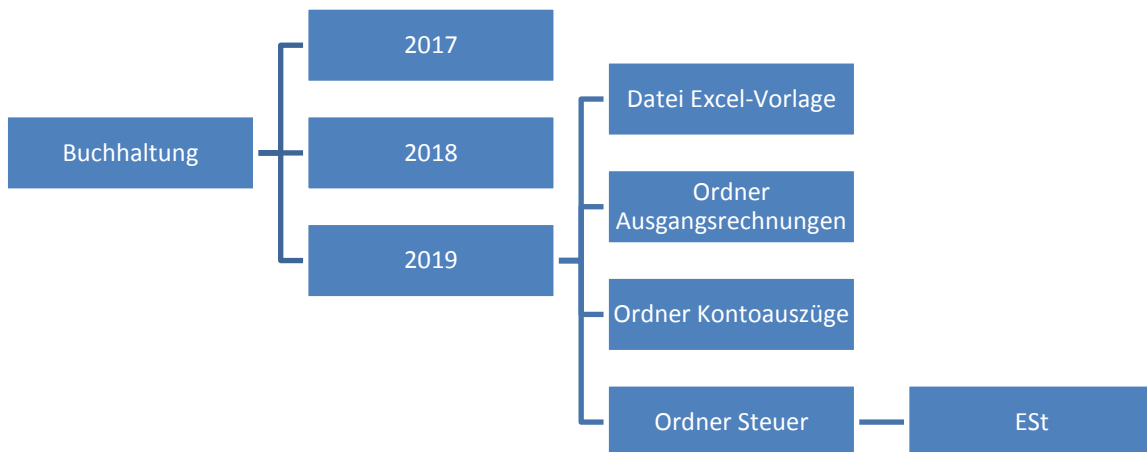 Buchhaltung
2017
2018
2019
Datei Excel-Vorlage
Ordner
Ausgangsrechnungen
Ordner Kontoauszüge
Ordner Steuer
ESt